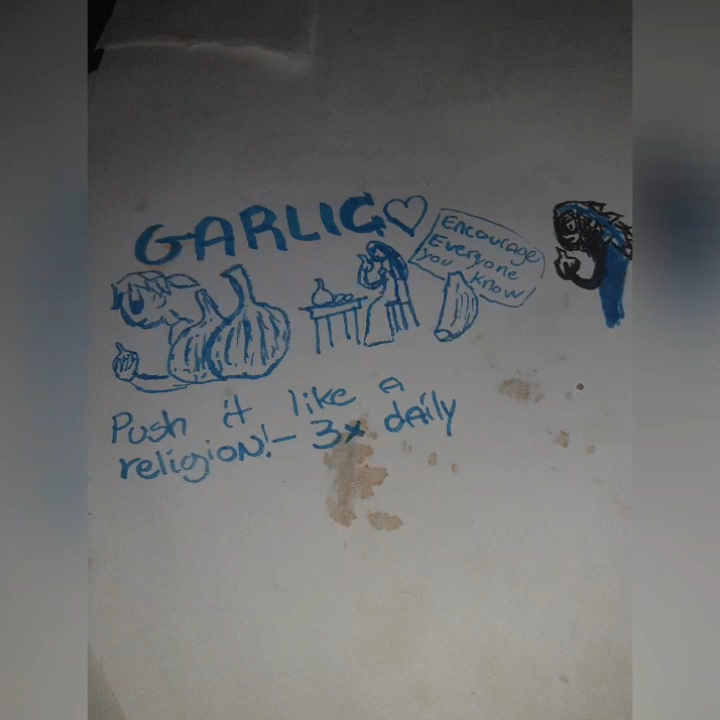 GARLIC♡
Encourage
Everyone
you know
Push it like a
religion!- 3x daily